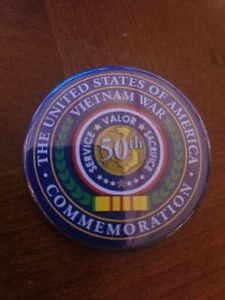 THE UNITED STATES OF AMERICA
VIETNAM WAR
SERVICE ★ VALOR ★ SACRIFICE
50th
• COMMEMORATION •